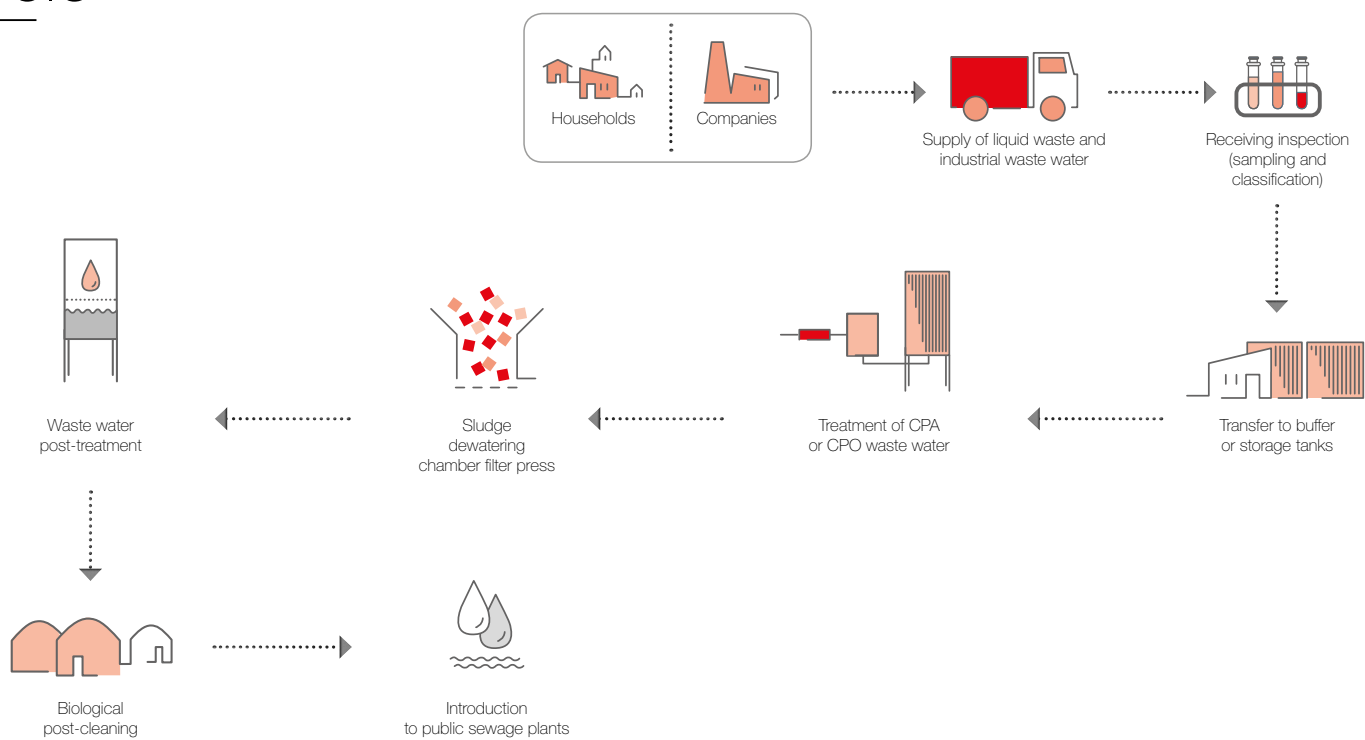 Households
Companies
Supply of liquid waste and
industrial waste water
Receiving inspection
(sampling and
classification)
Transfer to buffer
or storage tanks
Treatment of CPA
or CPO waste water
Sludge
dewatering
chamber filter press
Waste water
post-treatment
Biological
post-cleaning
Introduction
to public sewage plants